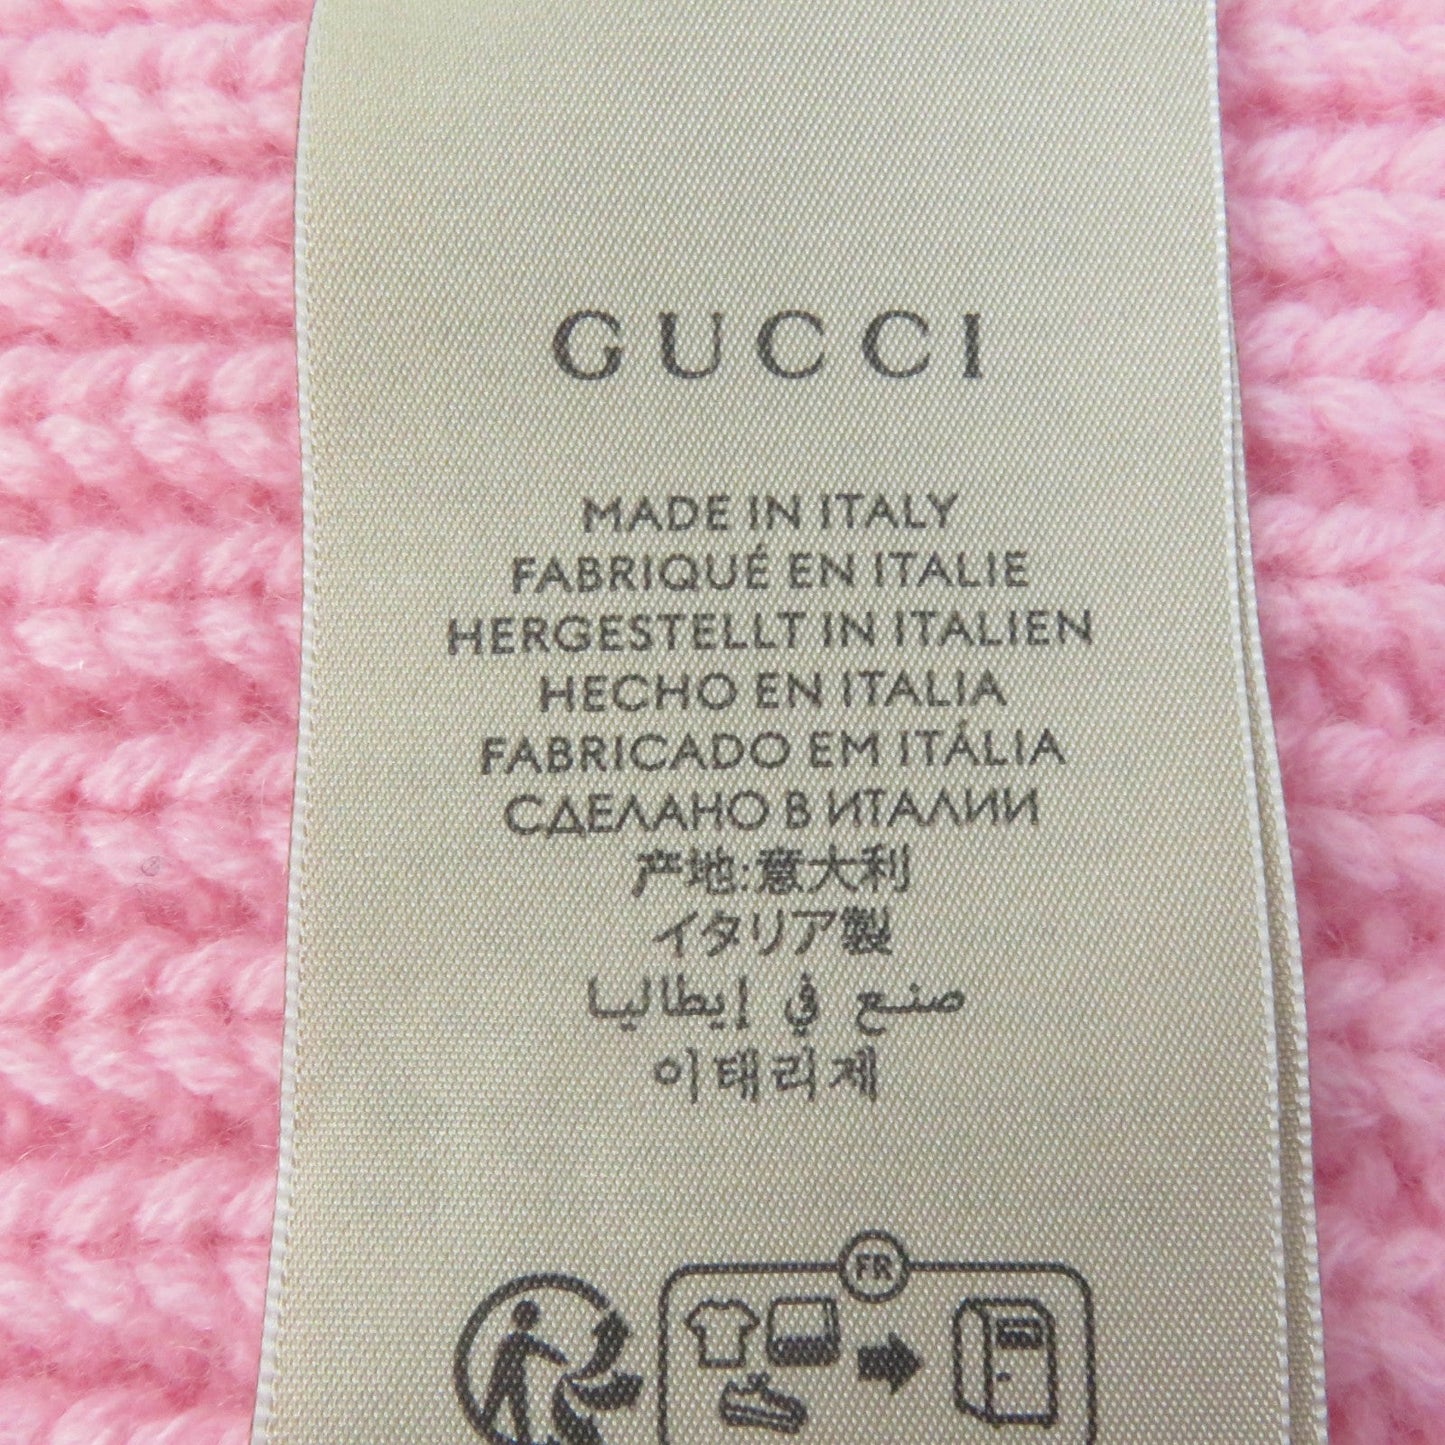 GUCCI
MADE IN ITALY
FABRIQUÉ EN ITALIE
HERGESTELLT IN ITALIEN
HECHO EN ITALIA
FABRICADO EM ITÁLIA
СДЕЛАНО В ИТАЛИИ
产地:意大利
イタリア製
صنع في إيطاليا
이태리제
FR